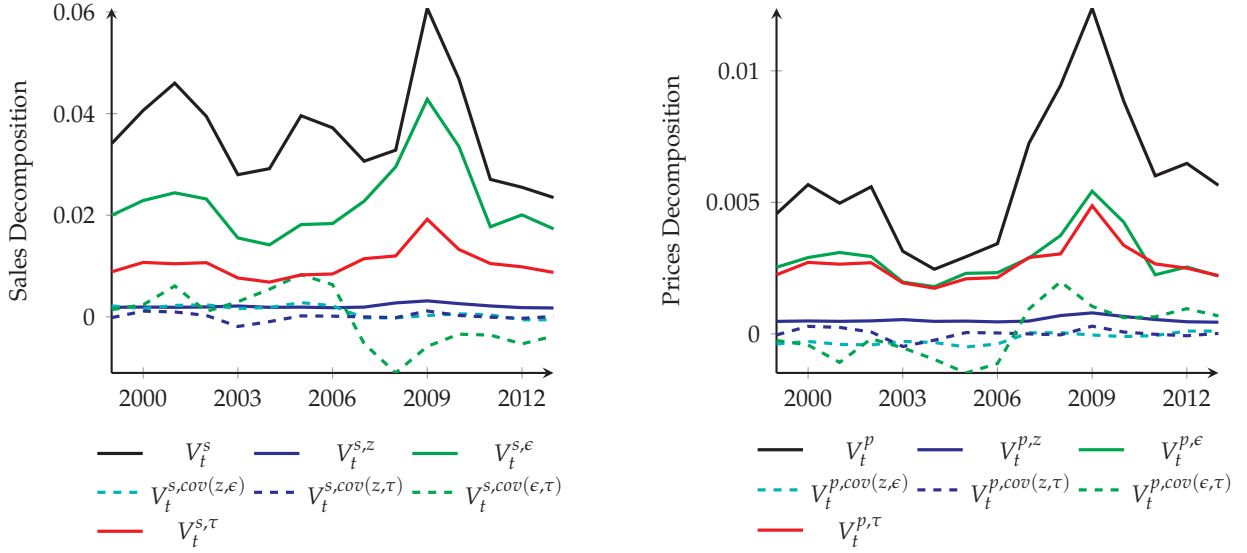 Sales Decomposition
0.06
0.04
0.02
0
2000 2003 2006 2009 2012
V_t^s V_t^{s,z} V_t^{s,ϵ}
V_t^{s,cov(z,ϵ)} V_t^{s,cov(z,τ)} V_t^{s,cov(ϵ,τ)}
V_t^{s,τ}
Prices Decomposition
0.01
0.005
0
2000 2003 2006 2009 2012
V_t^p V_t^{p,z} V_t^{p,ϵ}
V_t^{p,cov(z,ϵ)} V_t^{p,cov(z,τ)} V_t^{p,cov(ϵ,τ)}
V_t^{p,τ}